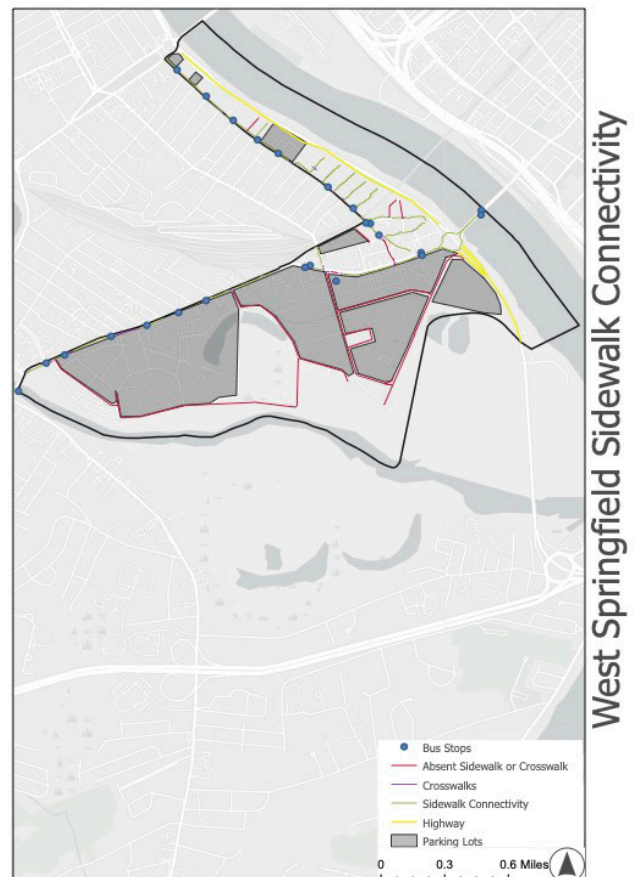 West Springfield Sidewalk Connectivity
Bus Stops
Absent Sidewalk or Crosswalk
Crosswalks
Sidewalk Connectivity
Highway
Parking Lots
0 0.3 0.6 Miles